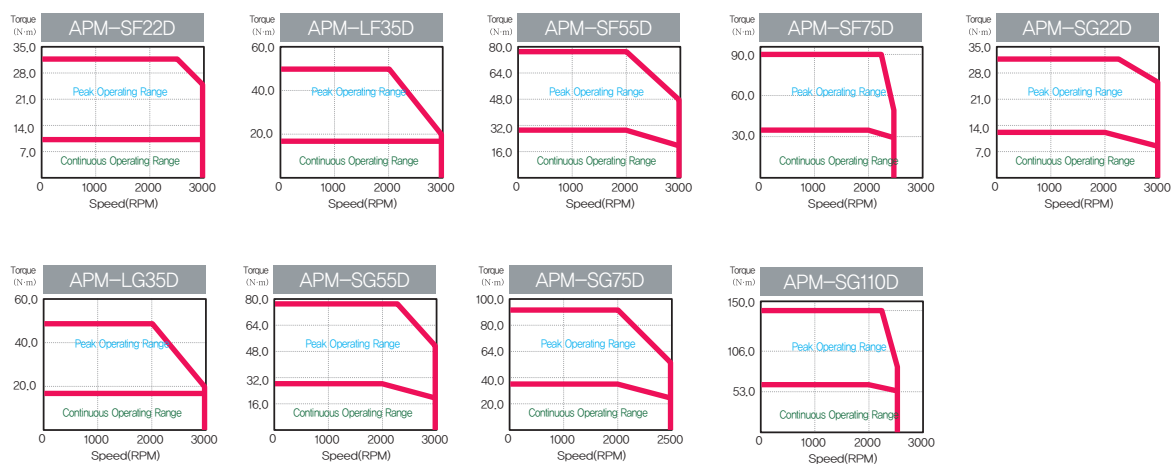 Torque
(N·m)
APM-SF22D
35,0
28,0
21,0
14,0
7,0
Peak Operating Range
Continuous Operating Range
0
1000
2000
3000
Speed(RPM)
Torque
(N·m)
APM-LF35D
60,0
40,0
20,0
Peak Operating Range
Continuous Operating Range
0
1000
2000
3000
Speed(RPM)
Torque
(N·m)
APM-SF55D
80,0
64,0
48,0
32,0
16,0
Peak Operating Range
Continuous Operating Range
0
1000
2000
3000
Speed(RPM)
Torque
(N·m)
APM-SF75D
90,0
60,0
30,0
Peak Operating Range
Continuous Operating Range
0
1000
2000
3000
Speed(RPM)
Torque
(N·m)
APM-SG22D
35,0
28,0
21,0
14,0
7,0
Peak Operating Range
Continuous Operating Range
0
1000
2000
3000
Speed(RPM)
Torque
(N·m)
APM-LG35D
60,0
40,0
20,0
Peak Operating Range
Continuous Operating Range
0
1000
2000
3000
Speed(RPM)
Torque
(N·m)
APM-SG55D
80,0
64,0
48,0
32,0
16,0
Peak Operating Range
Continuous Operating Range
0
1000
2000
3000
Speed(RPM)
Torque
(N·m)
APM-SG75D
100,0
80,0
64,0
40,0
20,0
Peak Operating Range
Continuous Operating Range
0
1000
2000
2500
Speed(RPM)
Torque
(N·m)
APM-SG110D
150,0
106,0
53,0
Peak Operating Range
Continuous Operating Range
0
1000
2000
3000
Speed(RPM)